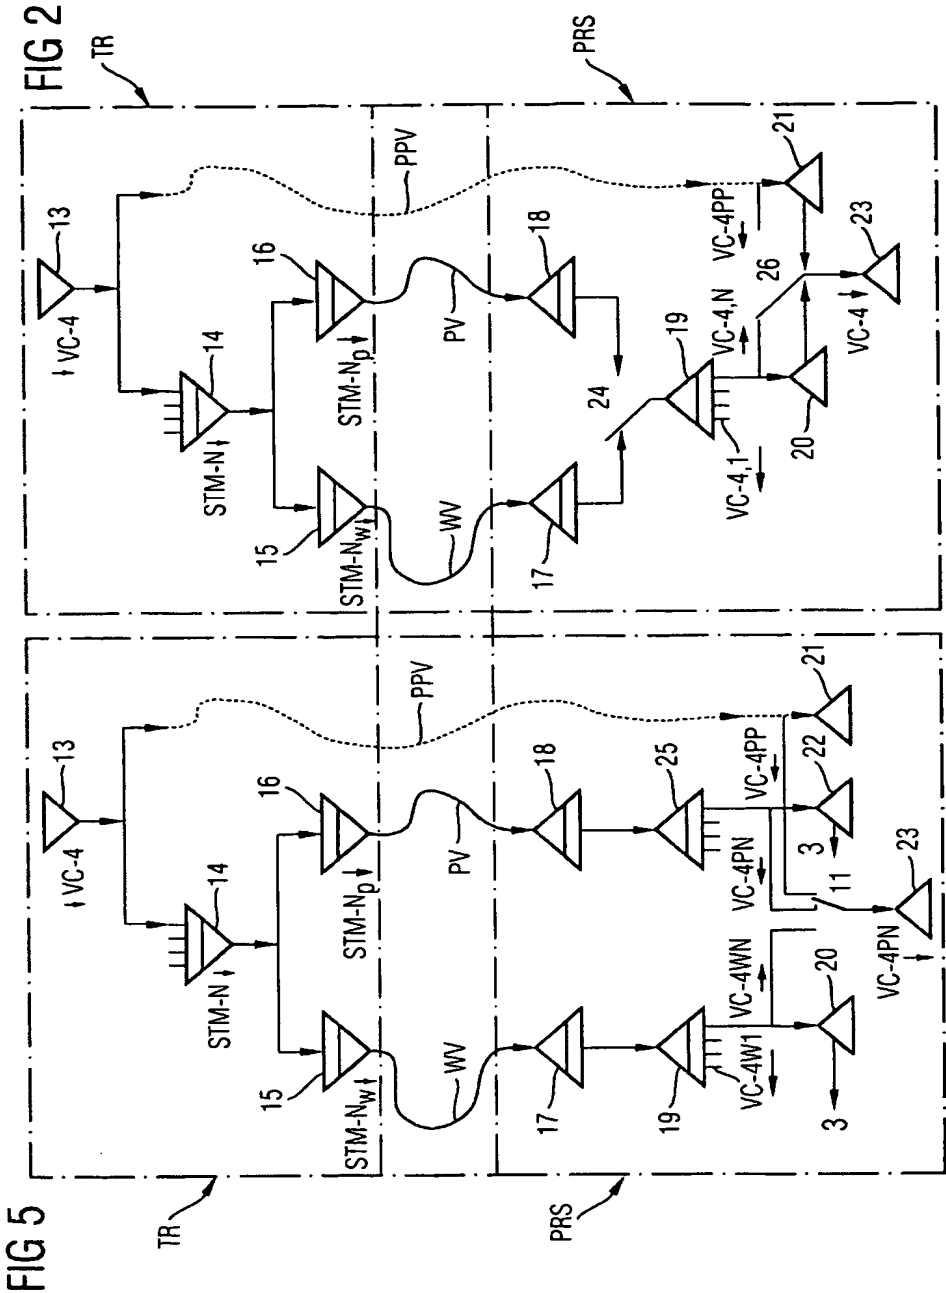 FIG 2
TR
13
VC-4
14
STM-N
15
16
STM-Nw
STM-Np
WV
PV
PPV
PRS
17
18
24
19
VC-4,1
VC-4,N
VC-4PP
26
20
21
VC-4
23
FIG 5
TR
13
VC-4
14
STM-N
15
16
STM-Nw
STM-Np
WV
PV
PPV
PRS
17
18
19
25
VC-4W1
VC-4WN
VC-4PN
VC-4PP
3
20
11
3
22
21
VC-4PN
23